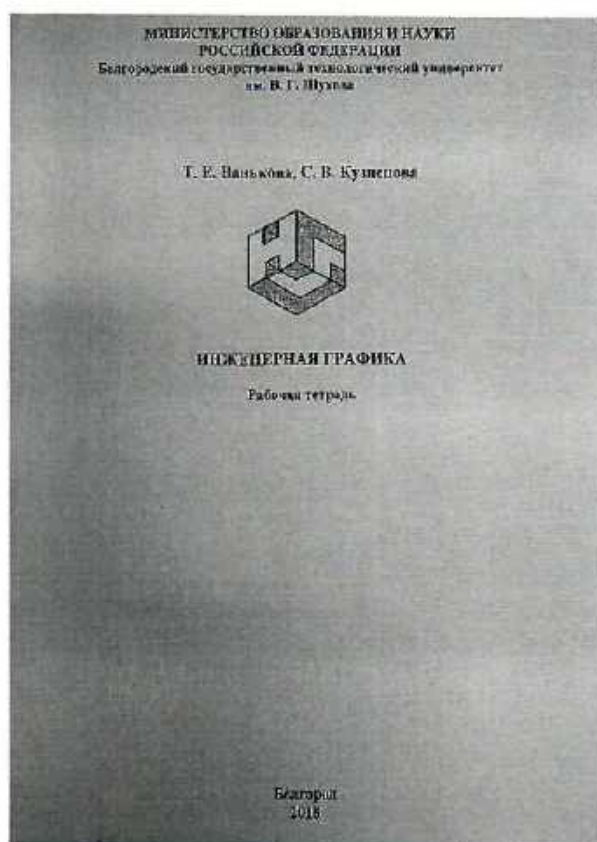 МИНИСТЕРСТВО ОБРАЗОВАНИЯ И НАУКИ
РОССИЙСКОЙ ФЕДЕРАЦИИ
Белгородский государственный технологический университет
им. В. Г. Шухова
Т. Е. Ванькова, С. В. Кузнецова
ИНЖЕНЕРНАЯ ГРАФИКА
Рабочая тетрадь
Белгород
2018